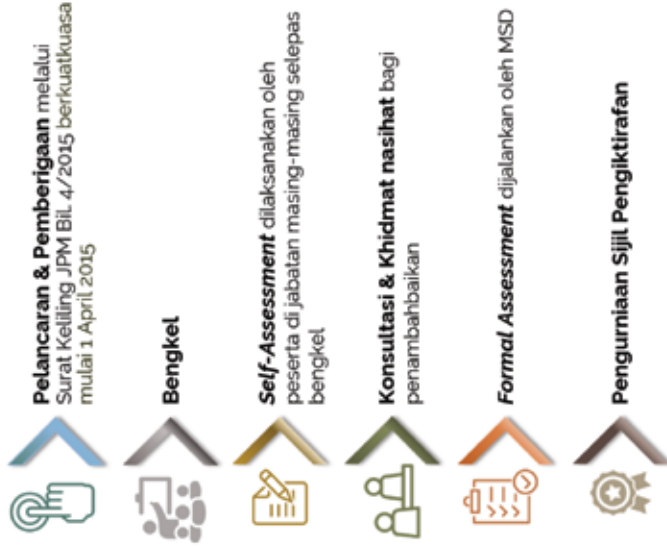 Pelancaran & Pemberigaan melalui
Surat Keliling JPM Bil. 4/2015 berkuatkuasa
mulai 1 April 2015
Bengkel
Self-Assessment dilaksanakan oleh
peserta di jabatan masing-masing selepas
bengkel
Konsultasi & Khidmat nasihat bagi
penambahbaikan
Formal Assessment dijalankan oleh MSD
Pengurniaan Sijil Pengiktirafan